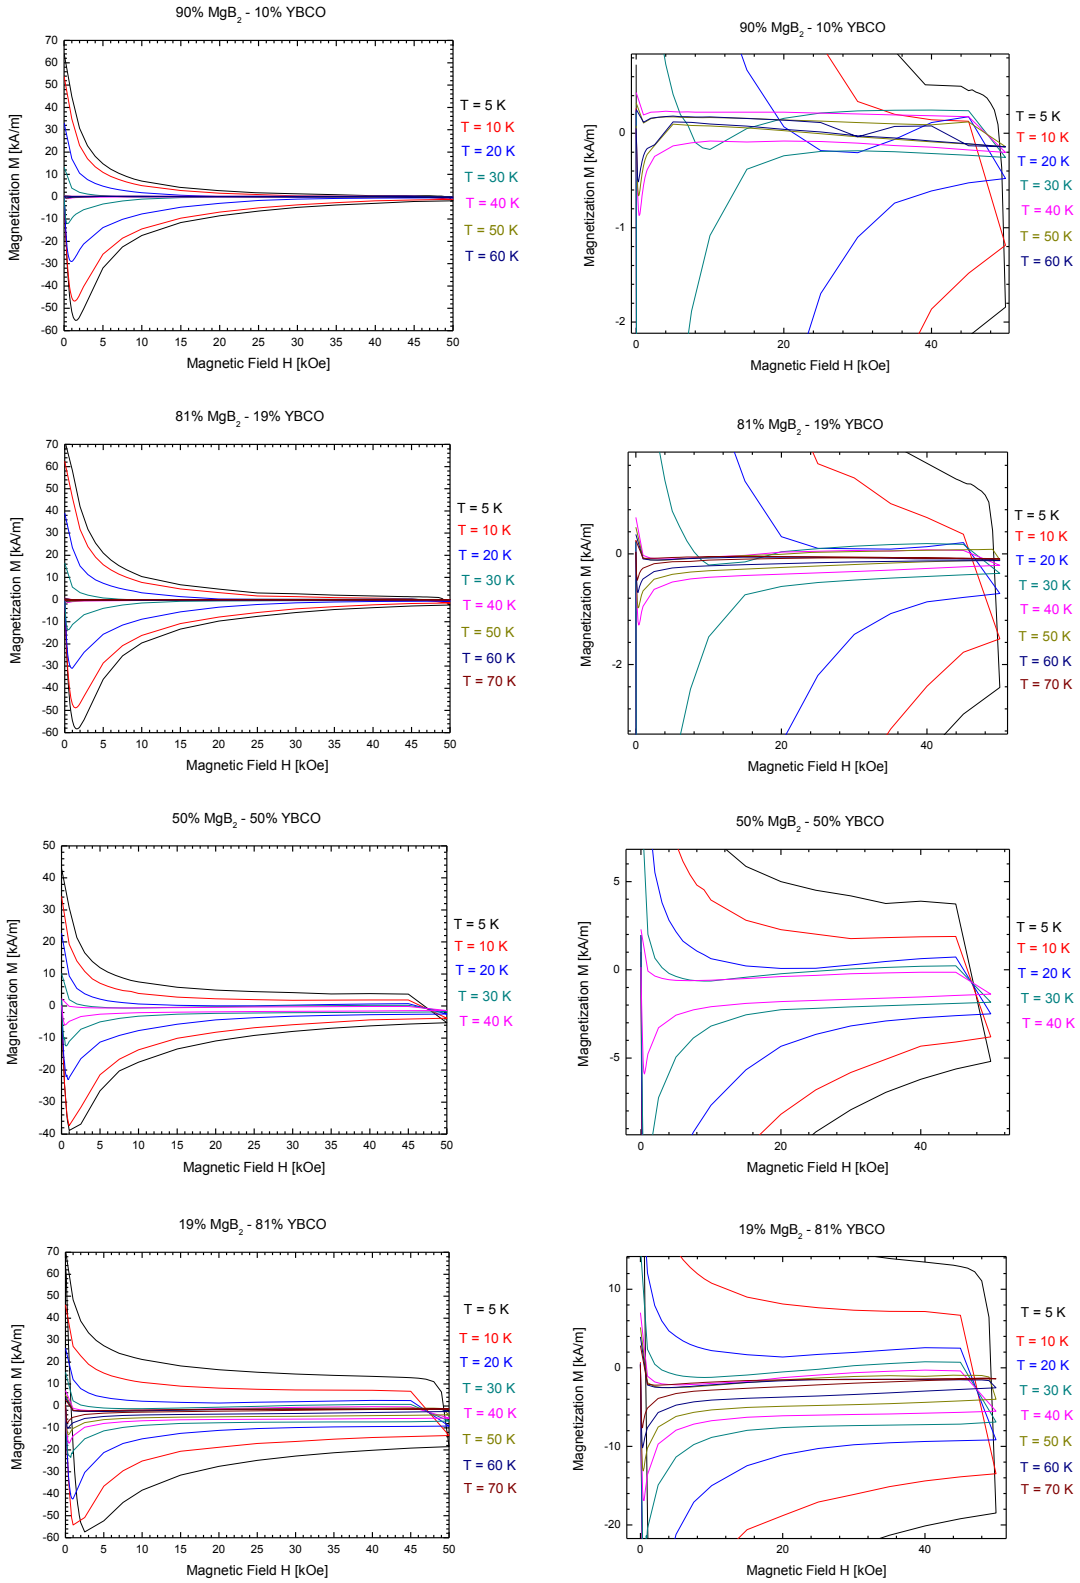 90% MgB2 - 10% YBCO
70
60
50
40
30
20
10
0
-10
-20
-30
-40
-50
-60
Magnetization M [kA/m]
0 5 10 15 20 25 30 35 40 45 50
Magnetic Field H [kOe]
T = 5 K
T = 10 K
T = 20 K
T = 30 K
T = 40 K
T = 50 K
T = 60 K
90% MgB2 - 10% YBCO
0
-1
-2
Magnetization M [kA/m]
0 20 40
Magnetic Field H [kOe]
T = 5 K
T = 10 K
T = 20 K
T = 30 K
T = 40 K
T = 50 K
T = 60 K
81% MgB2 - 19% YBCO
70
60
50
40
30
20
10
0
-10
-20
-30
-40
-50
-60
Magnetization M [kA/m]
0 5 10 15 20 25 30 35 40 45 50
Magnetic Field H [kOe]
T = 5 K
T = 10 K
T = 20 K
T = 30 K
T = 40 K
T = 50 K
T = 60 K
T = 70 K
81% MgB2 - 19% YBCO
0
-2
Magnetization M [kA/m]
0 20 40
Magnetic Field H [kOe]
T = 5 K
T = 10 K
T = 20 K
T = 30 K
T = 40 K
T = 50 K
T = 60 K
T = 70 K
50% MgB2 - 50% YBCO
50
40
30
20
10
0
-10
-20
-30
-40
Magnetization M [kA/m]
0 5 10 15 20 25 30 35 40 45 50
Magnetic Field H [kOe]
T = 5 K
T = 10 K
T = 20 K
T = 30 K
T = 40 K
50% MgB2 - 50% YBCO
5
0
-5
Magnetization M [kA/m]
0 20 40
Magnetic Field H [kOe]
T = 5 K
T = 10 K
T = 20 K
T = 30 K
T = 40 K
19% MgB2 - 81% YBCO
70
60
50
40
30
20
10
0
-10
-20
-30
-40
-50
-60
Magnetization M [kA/m]
0 5 10 15 20 25 30 35 40 45 50
Magnetic Field H [kOe]
T = 5 K
T = 10 K
T = 20 K
T = 30 K
T = 40 K
T = 50 K
T = 60 K
T = 70 K
19% MgB2 - 81% YBCO
10
0
-10
-20
Magnetization M [kA/m]
0 20 40
Magnetic Field H [kOe]
T = 5 K
T = 10 K
T = 20 K
T = 30 K
T = 40 K
T = 50 K
T = 60 K
T = 70 K